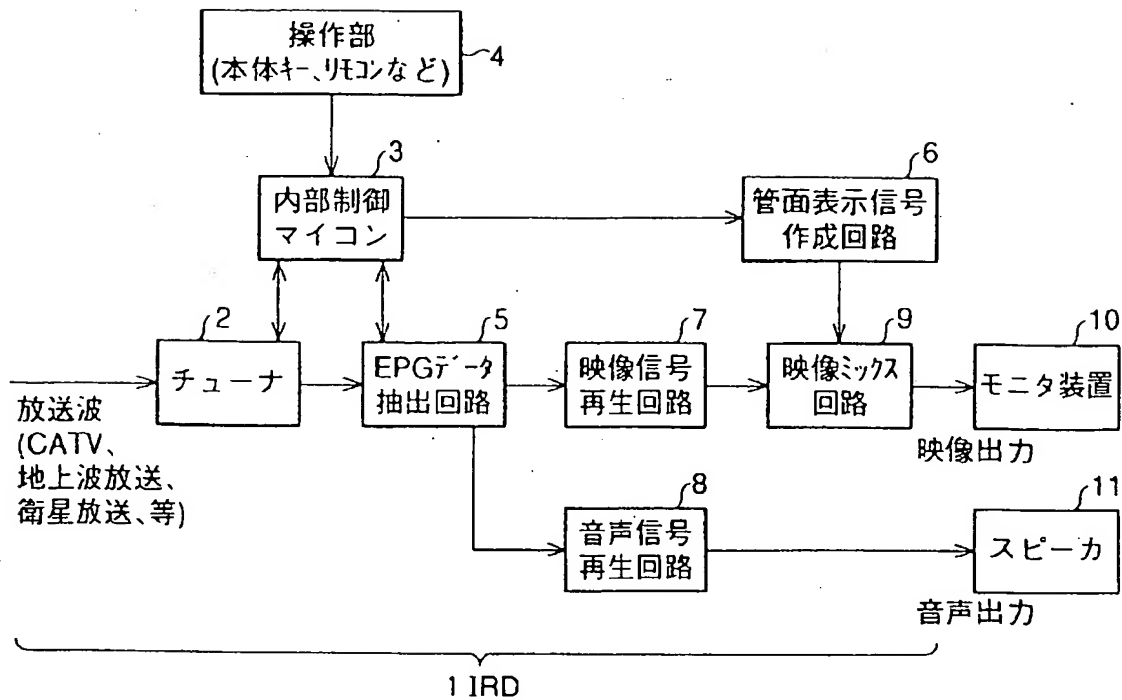 操作部
(本体ｷｰ、ﾘﾓｺﾝなど)
4
3
内部制御
マイコン
6
管面表示信号
作成回路
2
チューナ
5
EPGﾃﾞｰﾀ
抽出回路
7
映像信号
再生回路
9
映像ﾐｯｸｽ
回路
10
モニタ装置
放送波
(CATV、
地上波放送、
衛星放送、等)
映像出力
8
音声信号
再生回路
11
スピーカ
音声出力
1 IRD